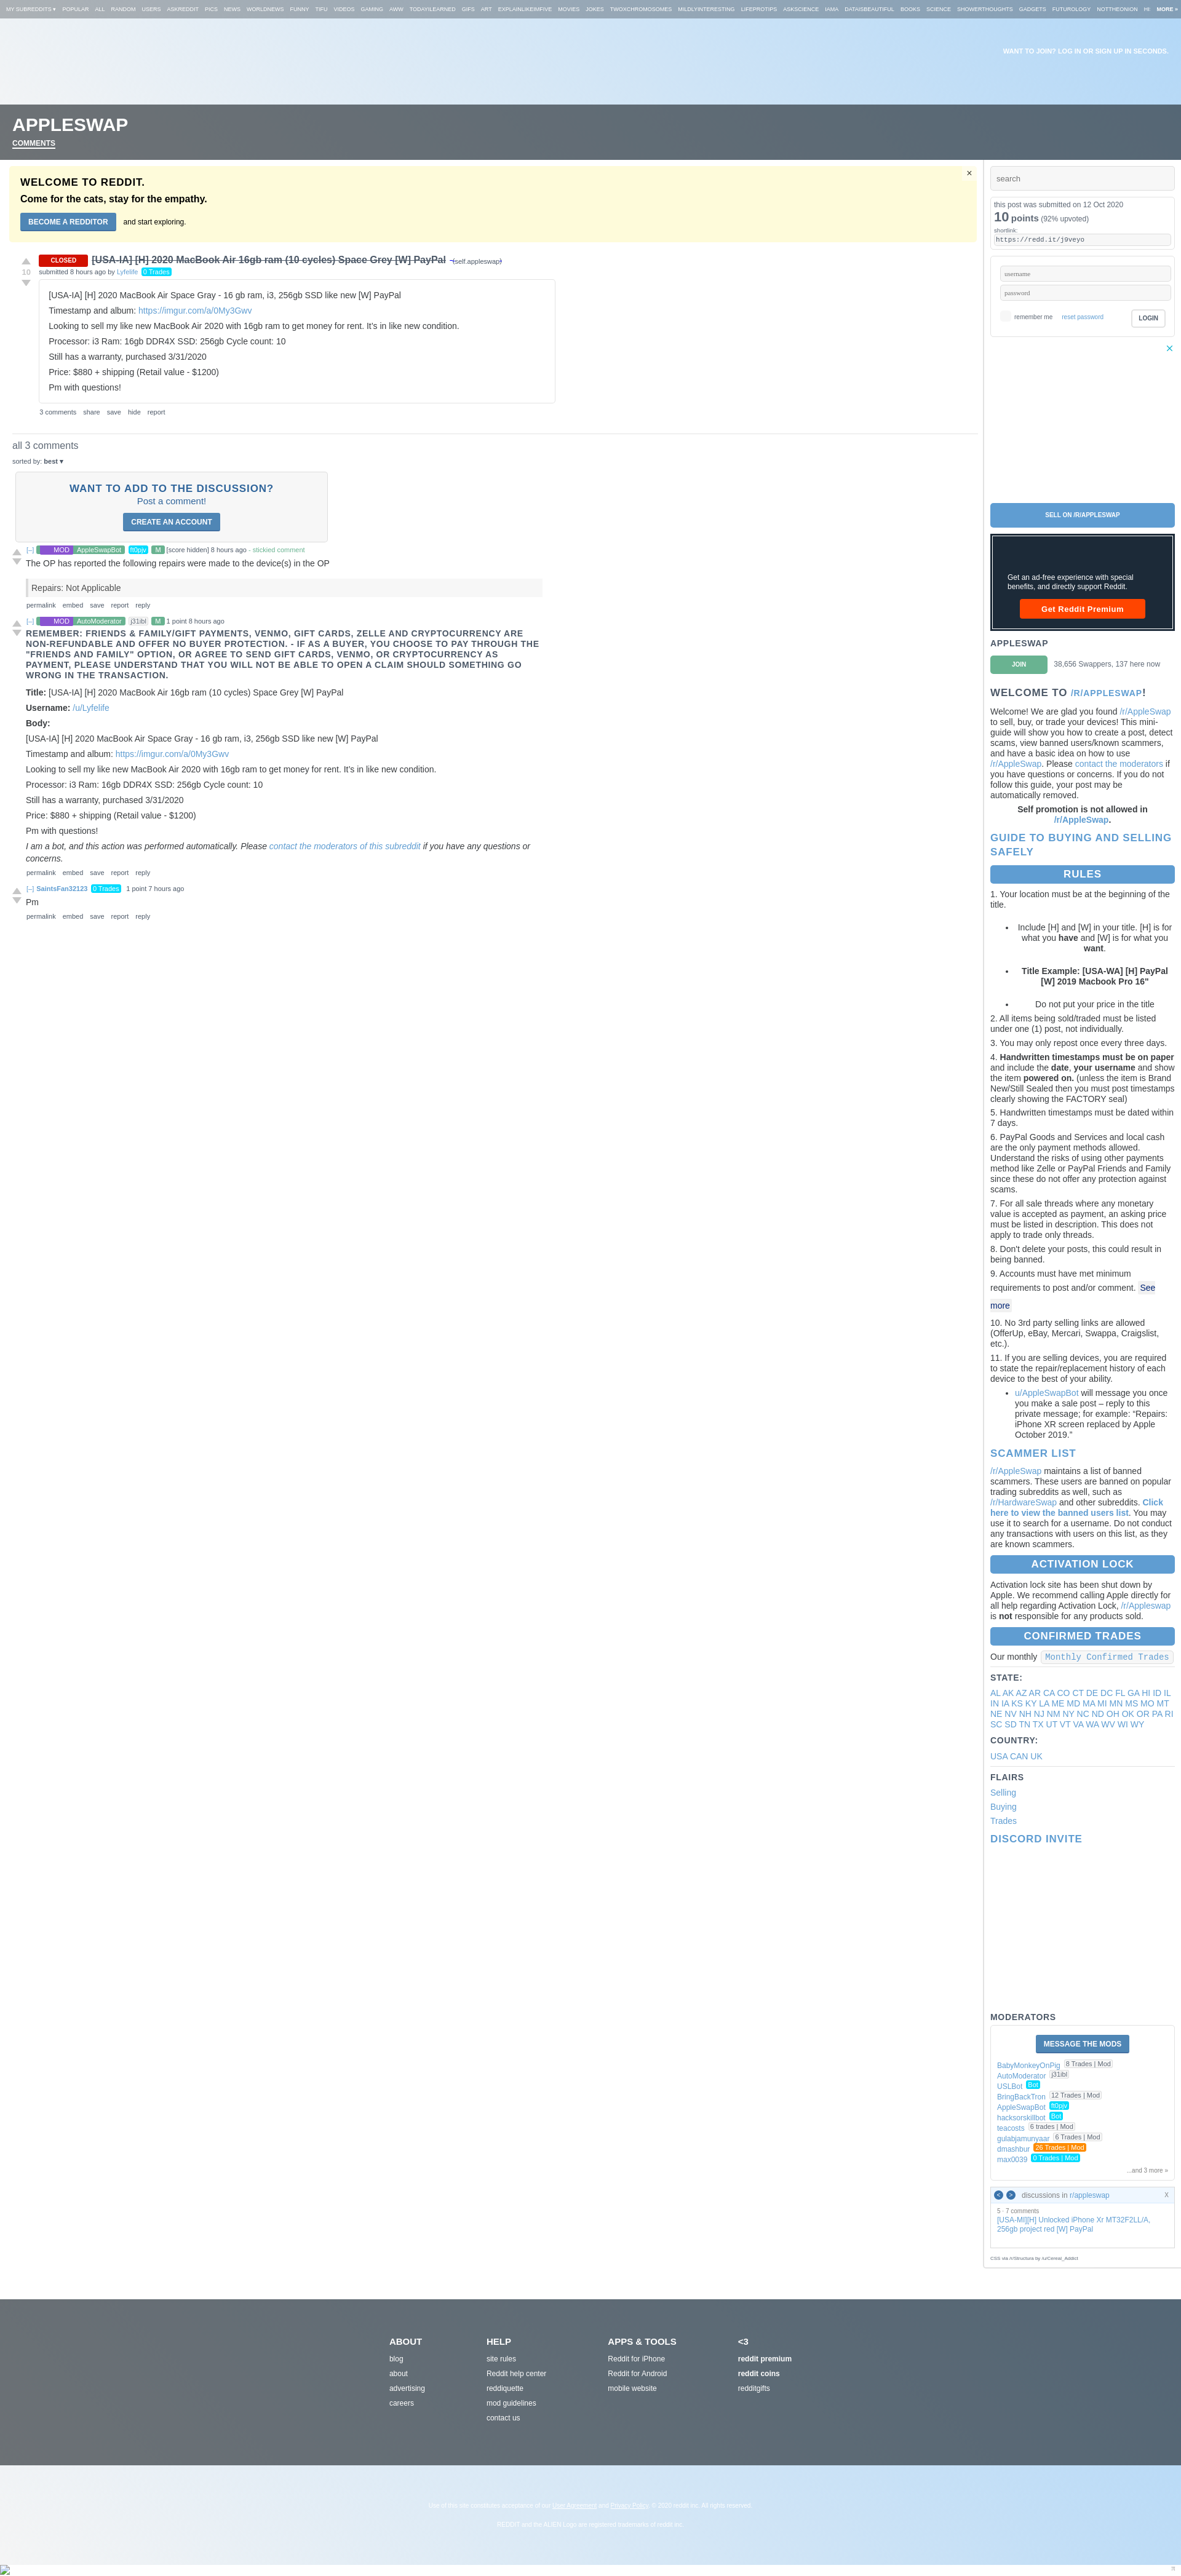 MY SUBREDDITS ▾ POPULAR ALL RANDOM USERS ASKREDDIT PICS NEWS WORLDNEWS FUNNY TIFU VIDEOS GAMING AWW TODAYILEARNED GIFS ART EXPLAINLIKEIMFIVE MOVIES JOKES TWOXCHROMOSOMES MILDLYINTERESTING LIFEPROTIPS ASKSCIENCE IAMA DATAISBEAUTIFUL BOOKS SCIENCE SHOWERTHOUGHTS GADGETS FUTUROLOGY NOTTHEONION HI MORE »
WANT TO JOIN? LOG IN OR SIGN UP IN SECONDS.
APPLESWAP
COMMENTS
WELCOME TO REDDIT.
Come for the cats, stay for the empathy.
BECOME A REDDITOR and start exploring.
×
10
CLOSED [USA-IA] [H] 2020 MacBook Air 16gb ram (10 cycles) Space Grey [W] PayPal (self.appleswap)
submitted 8 hours ago by Lyfelife 0 Trades
[USA-IA] [H] 2020 MacBook Air Space Gray - 16 gb ram, i3, 256gb SSD like new [W] PayPal
Timestamp and album: https://imgur.com/a/0My3Gwv
Looking to sell my like new MacBook Air 2020 with 16gb ram to get money for rent. It's in like new condition.
Processor: i3 Ram: 16gb DDR4X SSD: 256gb Cycle count: 10
Still has a warranty, purchased 3/31/2020
Price: $880 + shipping (Retail value - $1200)
Pm with questions!
3 comments share save hide report
all 3 comments
sorted by: best ▾
WANT TO ADD TO THE DISCUSSION?
Post a comment!
CREATE AN ACCOUNT
[–] MOD AppleSwapBot ft0pjv M [score hidden] 8 hours ago - stickied comment
The OP has reported the following repairs were made to the device(s) in the OP
Repairs: Not Applicable
permalink embed save report reply
[–] MOD AutoModerator j31ibl M 1 point 8 hours ago
REMEMBER: FRIENDS & FAMILY/GIFT PAYMENTS, VENMO, GIFT CARDS, ZELLE AND CRYPTOCURRENCY ARE
NON-REFUNDABLE AND OFFER NO BUYER PROTECTION. - IF AS A BUYER, YOU CHOOSE TO PAY THROUGH THE
"FRIENDS AND FAMILY" OPTION, OR AGREE TO SEND GIFT CARDS, VENMO, OR CRYPTOCURRENCY AS
PAYMENT, PLEASE UNDERSTAND THAT YOU WILL NOT BE ABLE TO OPEN A CLAIM SHOULD SOMETHING GO
WRONG IN THE TRANSACTION.
Title: [USA-IA] [H] 2020 MacBook Air 16gb ram (10 cycles) Space Grey [W] PayPal
Username: /u/Lyfelife
Body:
[USA-IA] [H] 2020 MacBook Air Space Gray - 16 gb ram, i3, 256gb SSD like new [W] PayPal
Timestamp and album: https://imgur.com/a/0My3Gwv
Looking to sell my like new MacBook Air 2020 with 16gb ram to get money for rent. It's in like new condition.
Processor: i3 Ram: 16gb DDR4X SSD: 256gb Cycle count: 10
Still has a warranty, purchased 3/31/2020
Price: $880 + shipping (Retail value - $1200)
Pm with questions!
I am a bot, and this action was performed automatically. Please contact the moderators of this subreddit if you have any questions or
concerns.
permalink embed save report reply
[–] SaintsFan32123 0 Trades 1 point 7 hours ago
Pm
permalink embed save report reply
search
this post was submitted on 12 Oct 2020
10 points (92% upvoted)
shortlink:
https://redd.it/j9veyo
username
password
remember me reset password LOGIN
SELL ON /R/APPLESWAP
Get an ad-free experience with special
benefits, and directly support Reddit.
Get Reddit Premium
APPLESWAP
JOIN 38,656 Swappers, 137 here now
WELCOME TO /R/APPLESWAP!
Welcome! We are glad you found /r/AppleSwap
to sell, buy, or trade your devices! This mini-
guide will show you how to create a post, detect
scams, view banned users/known scammers,
and have a basic idea on how to use
/r/AppleSwap. Please contact the moderators if
you have questions or concerns. If you do not
follow this guide, your post may be
automatically removed.
Self promotion is not allowed in
/r/AppleSwap.
GUIDE TO BUYING AND SELLING
SAFELY
RULES
1. Your location must be at the beginning of the
title.
• Include [H] and [W] in your title. [H] is for
what you have and [W] is for what you
want.
• Title Example: [USA-WA] [H] PayPal
[W] 2019 Macbook Pro 16"
• Do not put your price in the title
2. All items being sold/traded must be listed
under one (1) post, not individually.
3. You may only repost once every three days.
4. Handwritten timestamps must be on paper
and include the date, your username and show
the item powered on. (unless the item is Brand
New/Still Sealed then you must post timestamps
clearly showing the FACTORY seal)
5. Handwritten timestamps must be dated within
7 days.
6. PayPal Goods and Services and local cash
are the only payment methods allowed.
Understand the risks of using other payments
method like Zelle or PayPal Friends and Family
since these do not offer any protection against
scams.
7. For all sale threads where any monetary
value is accepted as payment, an asking price
must be listed in description. This does not
apply to trade only threads.
8. Don't delete your posts, this could result in
being banned.
9. Accounts must have met minimum
requirements to post and/or comment. See
more
10. No 3rd party selling links are allowed
(OfferUp, eBay, Mercari, Swappa, Craigslist,
etc.).
11. If you are selling devices, you are required
to state the repair/replacement history of each
device to the best of your ability.
• u/AppleSwapBot will message you once
you make a sale post – reply to this
private message; for example: “Repairs:
iPhone XR screen replaced by Apple
October 2019.”
SCAMMER LIST
/r/AppleSwap maintains a list of banned
scammers. These users are banned on popular
trading subreddits as well, such as
/r/HardwareSwap and other subreddits. Click
here to view the banned users list. You may
use it to search for a username. Do not conduct
any transactions with users on this list, as they
are known scammers.
ACTIVATION LOCK
Activation lock site has been shut down by
Apple. We recommend calling Apple directly for
all help regarding Activation Lock, /r/Appleswap
is not responsible for any products sold.
CONFIRMED TRADES
Our monthly Monthly Confirmed Trades
STATE:
AL AK AZ AR CA CO CT DE DC FL GA HI ID IL
IN IA KS KY LA ME MD MA MI MN MS MO MT
NE NV NH NJ NM NY NC ND OH OK OR PA RI
SC SD TN TX UT VT VA WA WV WI WY
COUNTRY:
USA CAN UK
FLAIRS
Selling
Buying
Trades
DISCORD INVITE
MODERATORS
MESSAGE THE MODS
BabyMonkeyOnPig 8 Trades | Mod
AutoModerator j31ibl
USLBot Bot
BringBackTron 12 Trades | Mod
AppleSwapBot ft0pjv
hacksorskillbot Bot
teacosts 6 trades | Mod
gulabjamunyaar 6 Trades | Mod
dmashbur 26 Trades | Mod
max0039 0 Trades | Mod
...and 3 more »
< > discussions in r/appleswap X
5 · 7 comments
[USA-MI][H] Unlocked iPhone Xr MT32F2LL/A,
256gb project red [W] PayPal
CSS via /r/Structura by /u/Cereal_Addict
ABOUT
blog
about
advertising
careers
HELP
site rules
Reddit help center
reddiquette
mod guidelines
contact us
APPS & TOOLS
Reddit for iPhone
Reddit for Android
mobile website
<3
reddit premium
reddit coins
redditgifts
Use of this site constitutes acceptance of our User Agreement and Privacy Policy. © 2020 reddit inc. All rights reserved.
REDDIT and the ALIEN Logo are registered trademarks of reddit inc.
π